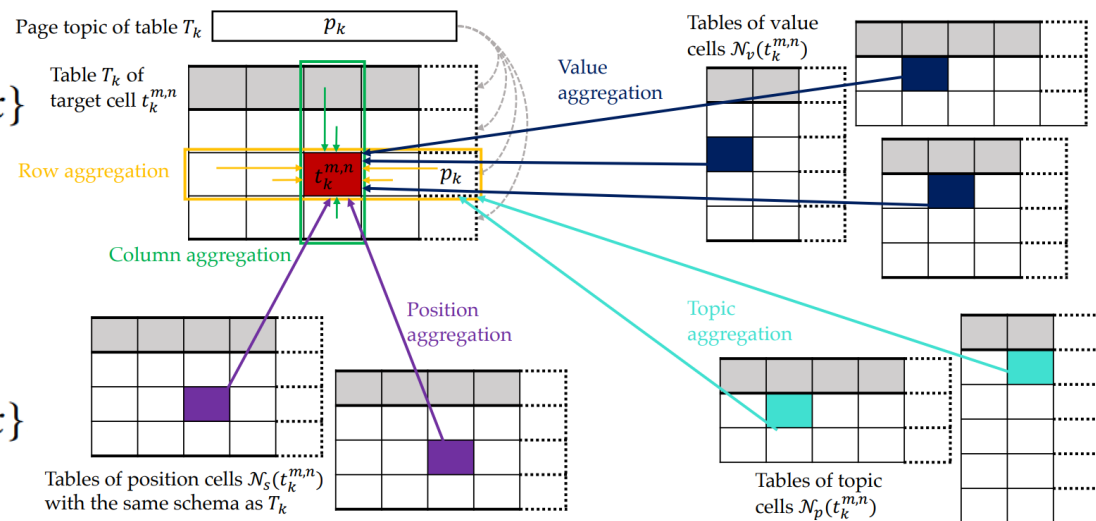 Page topic of table T_k
p_k
Table T_k of
target cell t_k^{m,n}
Value
aggregation
Tables of value
cells 𝒩_v(t_k^{m,n})
Row aggregation
t_k^{m,n}
p_k
Column aggregation
Position
aggregation
Topic
aggregation
Tables of position cells 𝒩_s(t_k^{m,n})
with the same schema as T_k
Tables of topic
cells 𝒩_p(t_k^{m,n})